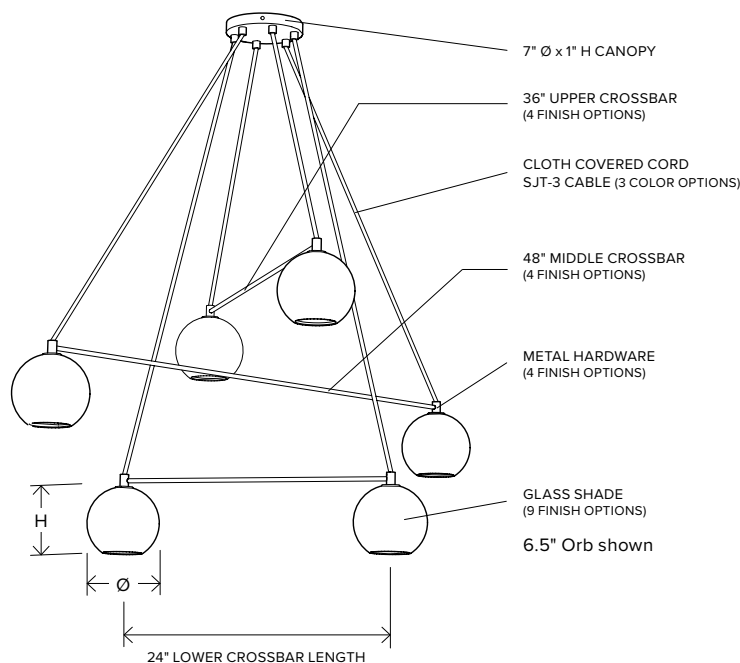 7" Ø x 1" H CANOPY
36" UPPER CROSSBAR
(4 FINISH OPTIONS)
CLOTH COVERED CORD
SJT-3 CABLE (3 COLOR OPTIONS)
48" MIDDLE CROSSBAR
(4 FINISH OPTIONS)
METAL HARDWARE
(4 FINISH OPTIONS)
GLASS SHADE
(9 FINISH OPTIONS)
6.5" Orb shown
H
Ø
24" LOWER CROSSBAR LENGTH